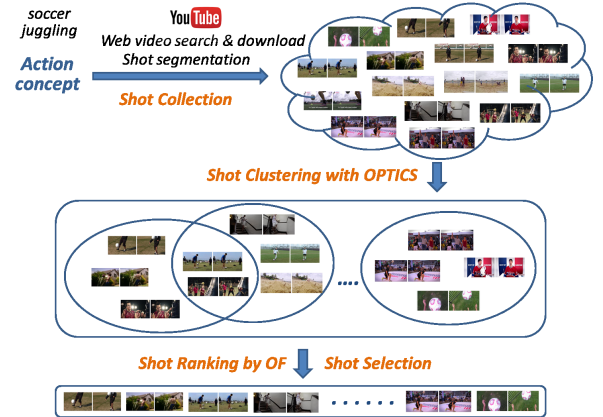 soccer
juggling
Action
concept
YouTube
Web video search & download
Shot segmentation
Shot Collection
Shot Clustering with OPTICS
....
Shot Ranking by OF
Shot Selection
......